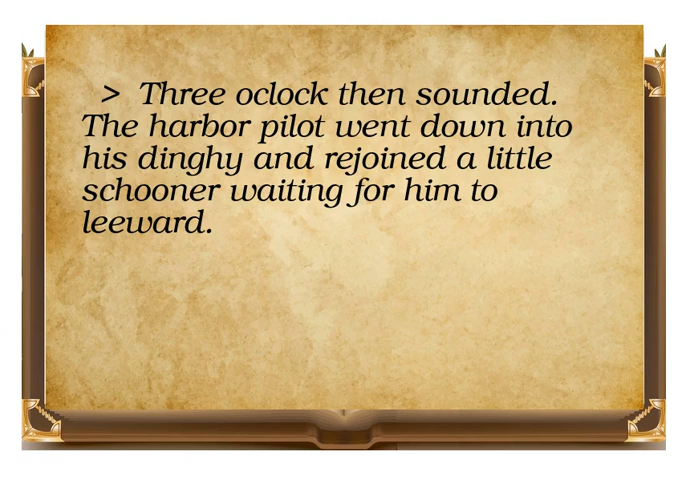 > Three oclock then sounded.
The harbor pilot went down into
his dinghy and rejoined a little
schooner waiting for him to
leeward.